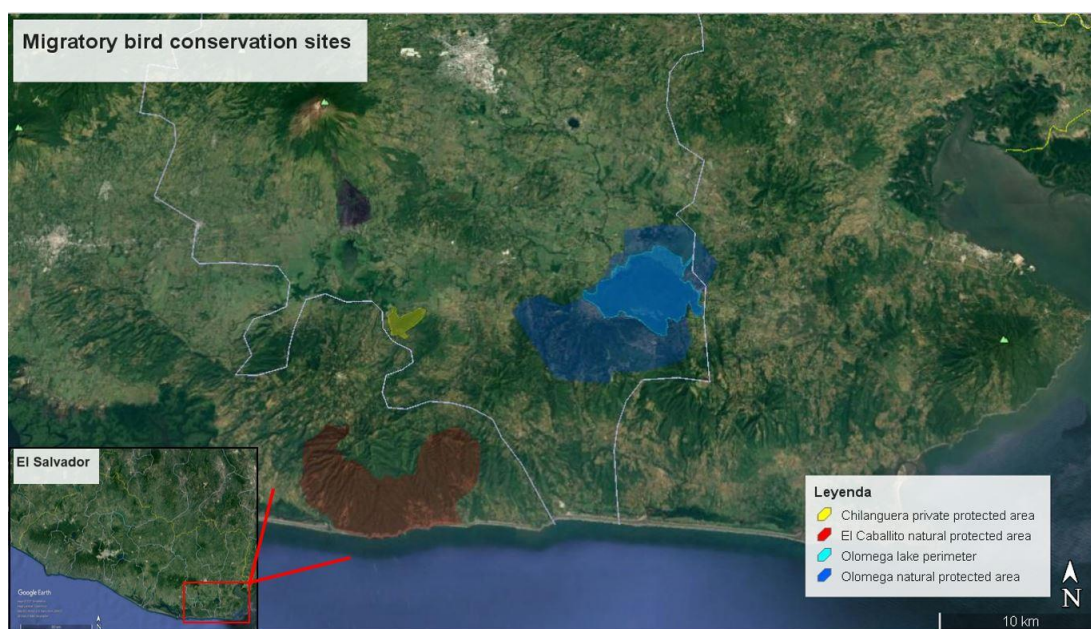 Migratory bird conservation sites
El Salvador
Google Earth
Leyenda
Chilanguera private protected area
El Caballito natural protected area
Olomega lake perimeter
Olomega natural protected area
N
10 km